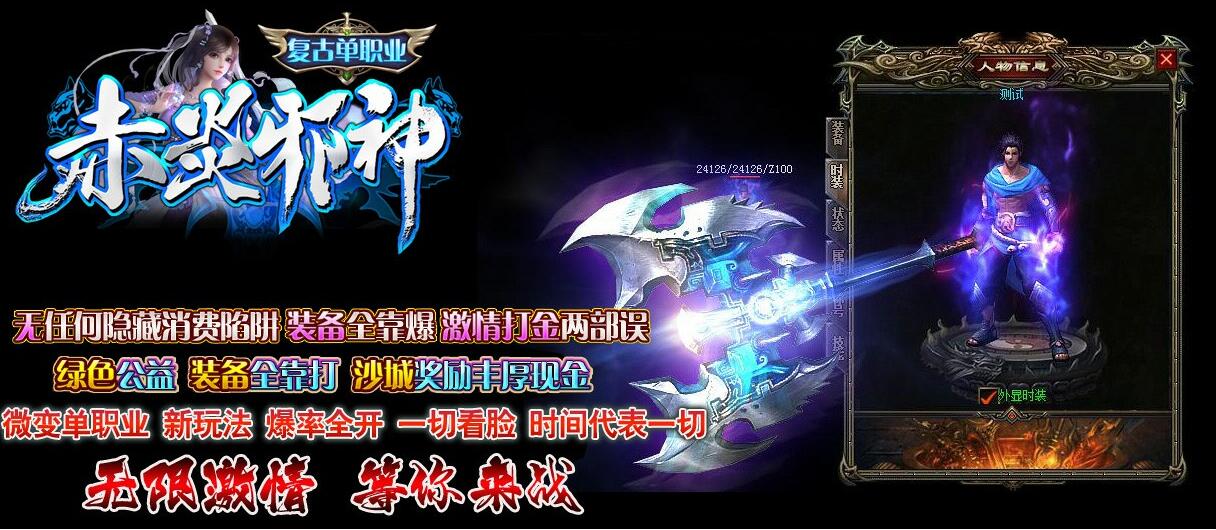 复古单职业
赤炎邪神
无任何隐藏消费陷阱 装备全靠爆 激情打金两部误
绿色公益 装备全靠打 沙城奖励丰厚现金
微变单职业 新玩法 爆率全开 一切看脸 时间代表一切
无限激情 等你来战
24126/24126/Z100
人物信息
测试
装备
时装
状态
属性
技能
外显时装